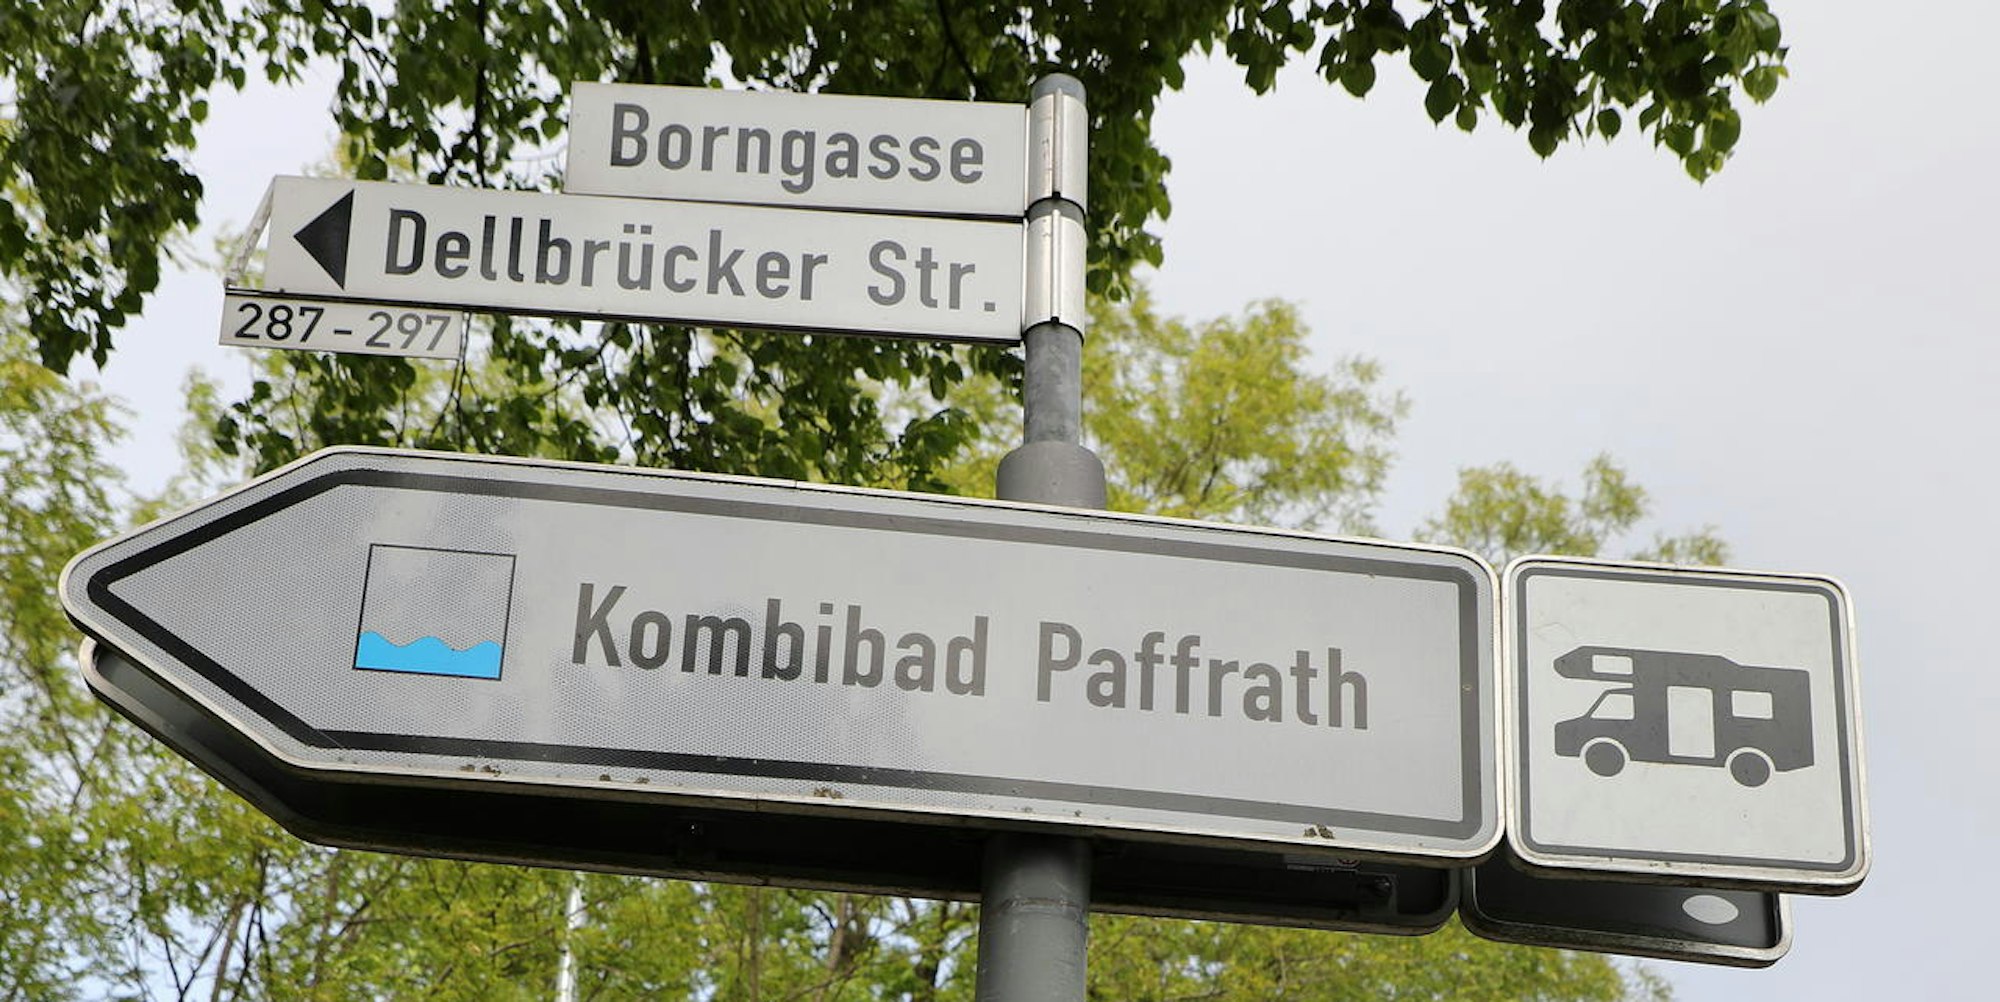 Borngasse
Dellbrücker Str.
287 - 297
Kombibad Paffrath